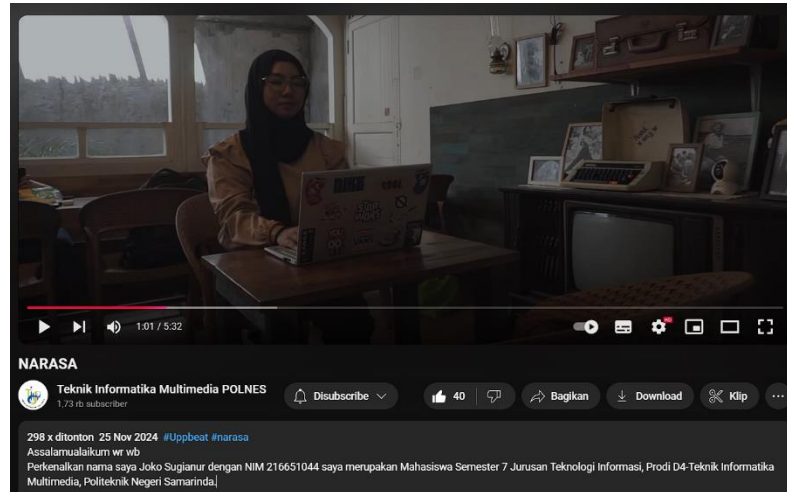 1:01 / 5:32
HD
NARASA
Teknik Informatika Multimedia POLNES
1,73 rb subscriber
Disubscribe
40
Bagikan
Download
Klip
298 x ditonton 25 Nov 2024 #Uppbeat #narasa
Assalamualaikum wr wb
Perkenalkan nama saya Joko Sugianur dengan NIM 216651044 saya merupakan Mahasiswa Semester 7 Jurusan Teknologi Informasi, Prodi D4-Teknik Informatika
Multimedia, Politeknik Negeri Samarinda.